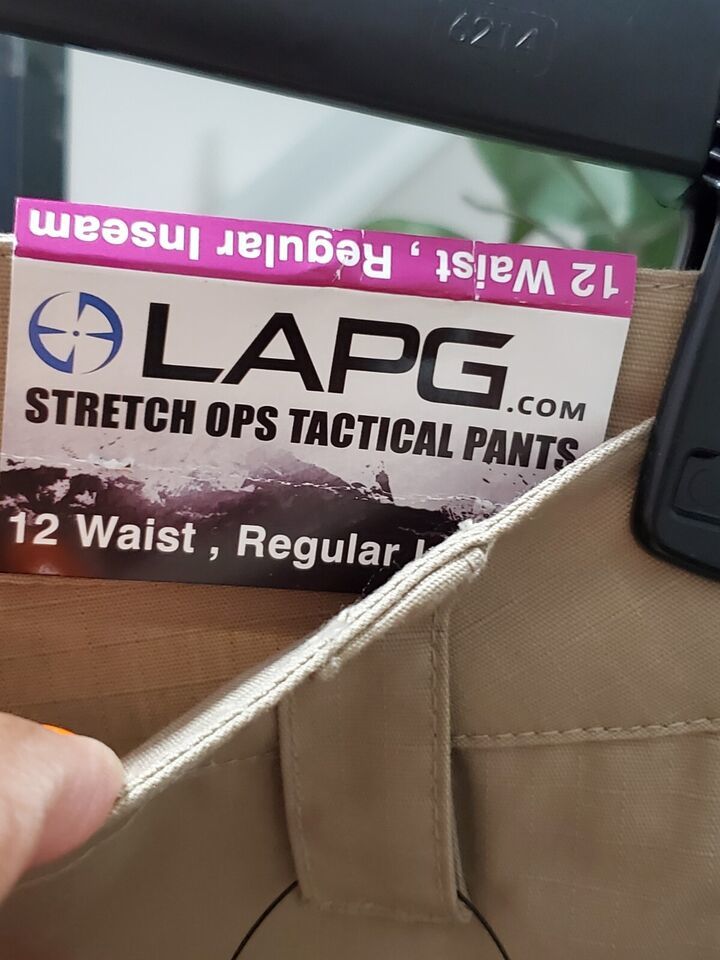 6214
12 Waist , Regular Inseam
LAPG.COM
STRETCH OPS TACTICAL PANTS
12 Waist , Regular